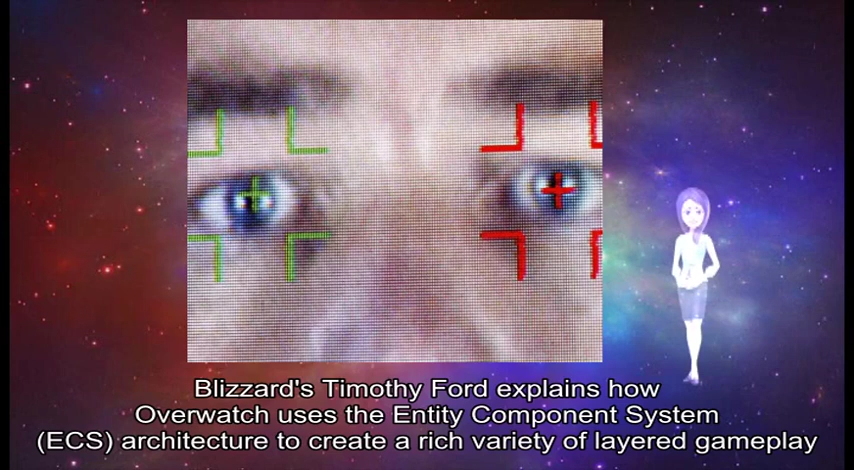 Blizzard's Timothy Ford explains how
Overwatch uses the Entity Component System
(ECS) architecture to create a rich variety of layered gameplay